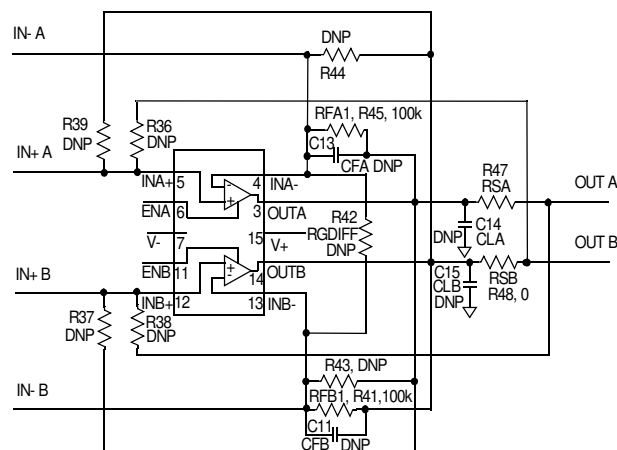 IN- A
DNP
R44
R39
DNP
R36
DNP
RFA1, R45, 100k
C13
CFA DNP
IN+ A
INA+
5
4
INA-
ENA
6
3
OUTA
R47
RSA
OUT A
R42
RGDIFF
DNP
V-
7
15
V+
DNP
C14
CLA
OUT B
ENB
11
OUTB
14
C15
CLB
DNP
RSB
R48, 0
IN+ B
INB+
12
13
INB-
R37
DNP
R38
DNP
R43, DNP
RFB1, R41,100k
IN- B
C11
CFB
DNP
-
+
+
-